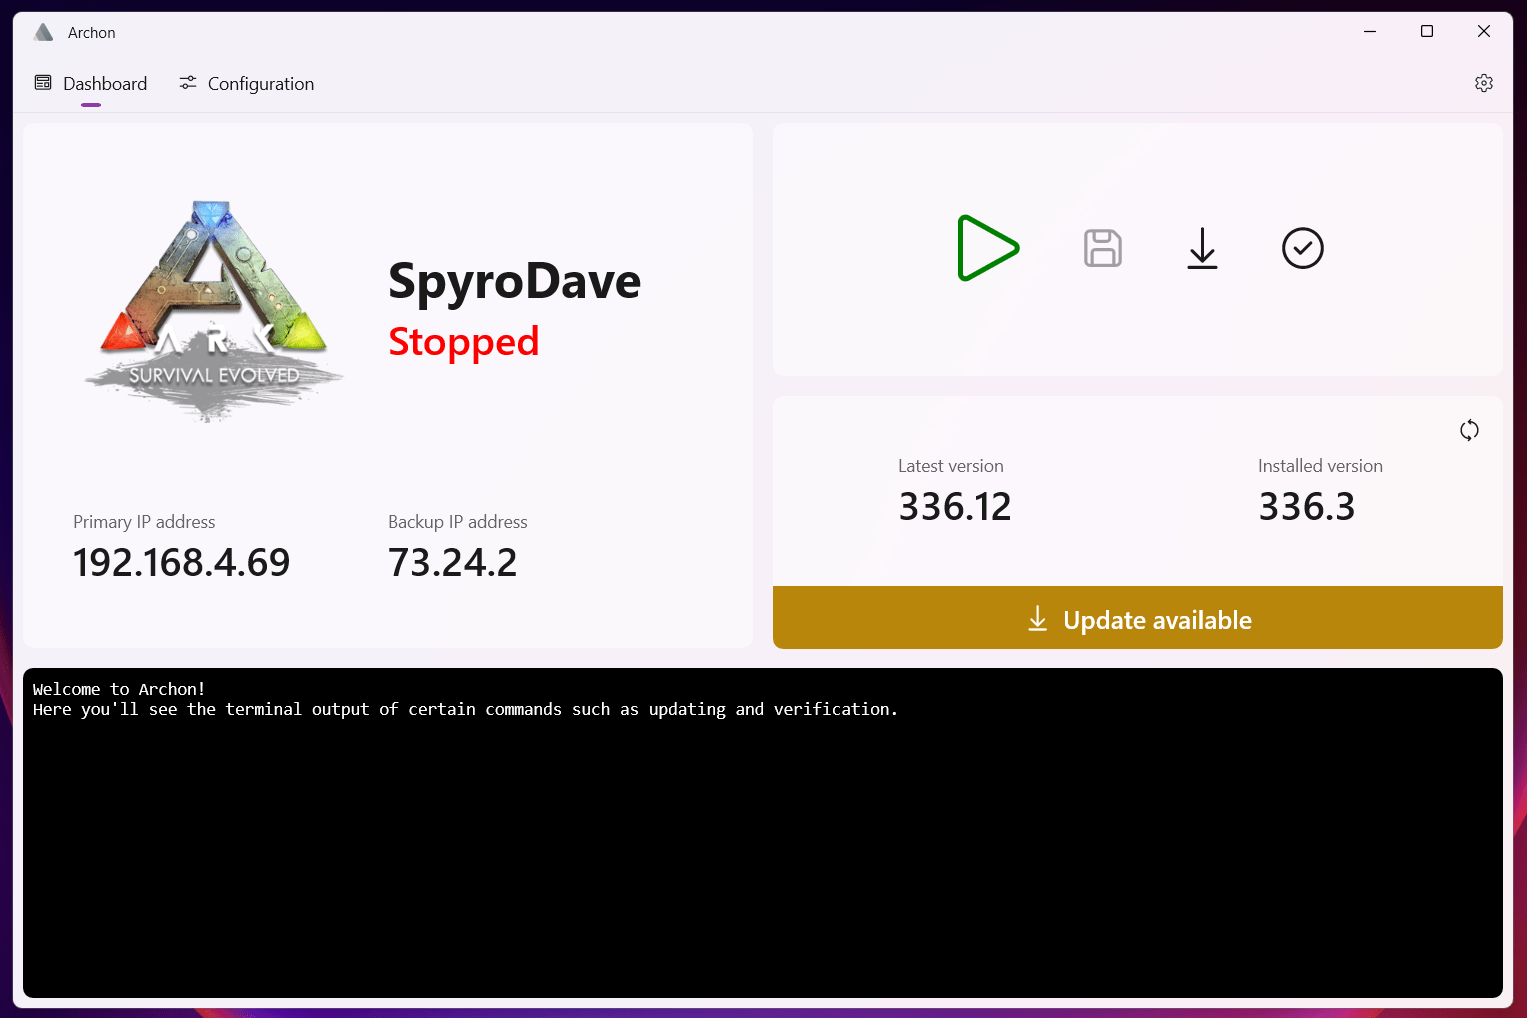 Archon
Dashboard
Configuration
ARK
SURVIVAL EVOLVED
SpyroDave
Stopped
Primary IP address
192.168.4.69
Backup IP address
73.24.2
Latest version
336.12
Installed version
336.3
Update available
Welcome to Archon!
Here you'll see the terminal output of certain commands such as updating and verification.